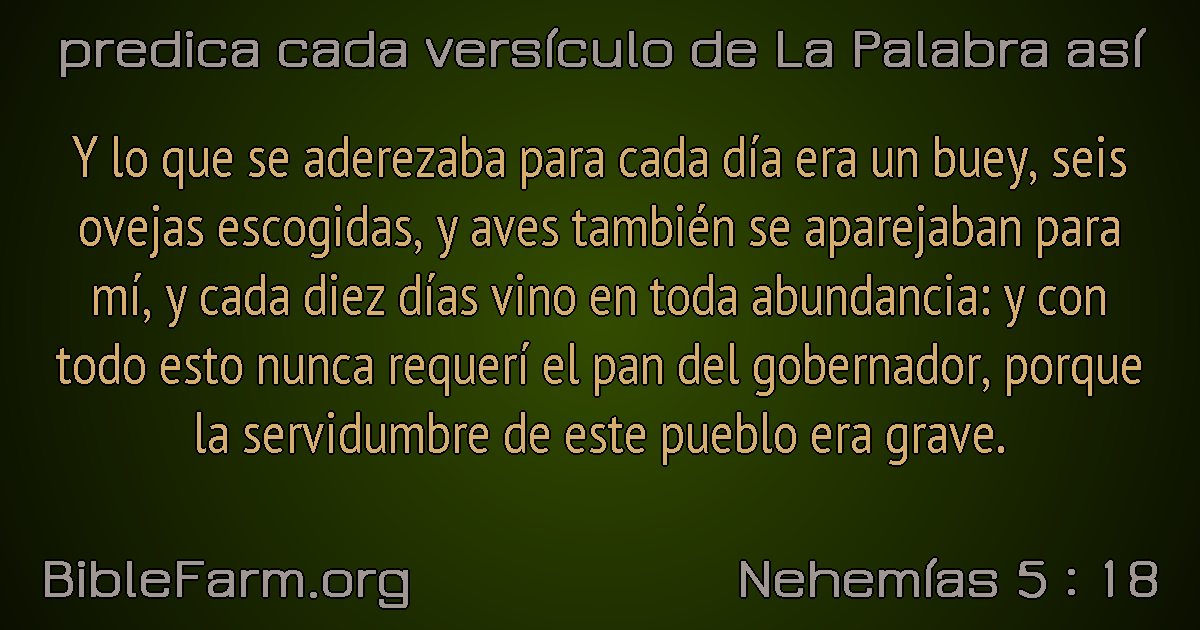 predica cada versículo de La Palabra así
Y lo que se aderezaba para cada día era un buey, seis
ovejas escogidas, y aves también se aparejaban para
mí, y cada diez días vino en toda abundancia: y con
todo esto nunca requerí el pan del gobernador, porque
la servidumbre de este pueblo era grave.
BibleFarm.org
Nehemías 5 : 18